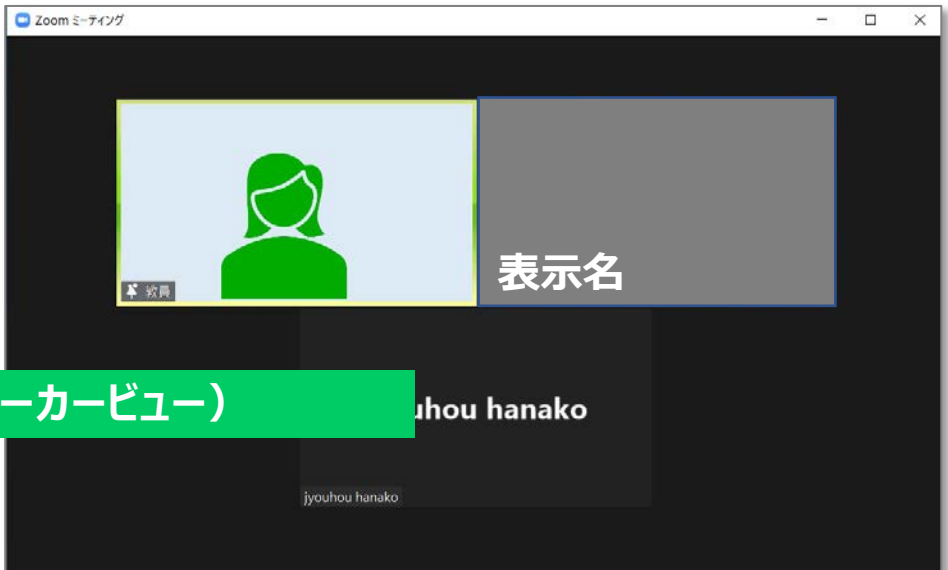 Zoom ミーティング
表示名
教員
ーカービュー）
uhou hanako
jyouhou hanako